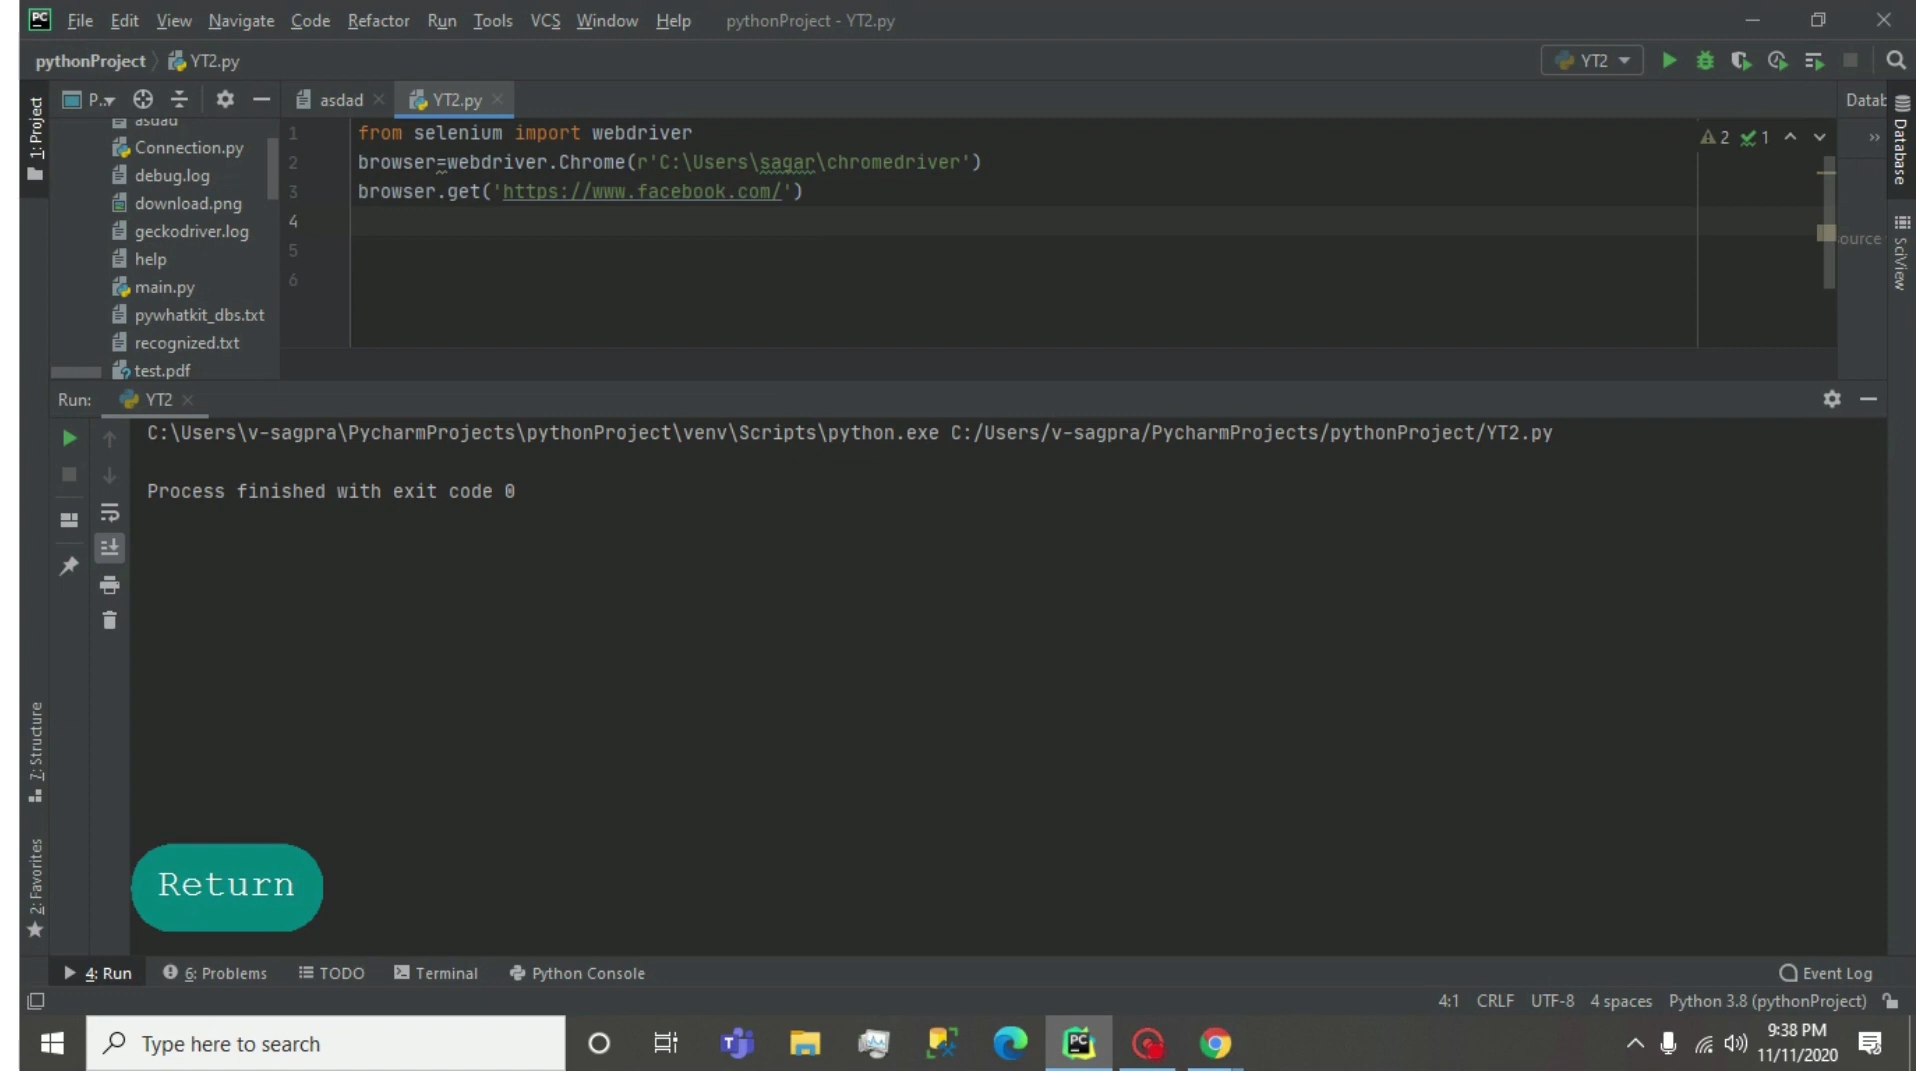 PC File Edit View Navigate Code Refactor Run Tools VCS Window Help pythonProject - YT2.py
pythonProject YT2.py YT2
1: Project
P.. asdad YT2.py
Datab
Database
SciView
ource
asdad
Connection.py
debug.log
download.png
geckodriver.log
help
main.py
pywhatkit_dbs.txt
recognized.txt
test.pdf
1 from selenium import webdriver
2 browser=webdriver.Chrome(r'C:\Users\sagar\chromedriver')
3 browser.get('https://www.facebook.com/')
4
5
6
2 1
Run: YT2
C:\Users\v-sagpra\PycharmProjects\pythonProject\venv\Scripts\python.exe C:/Users/v-sagpra/PycharmProjects/pythonProject/YT2.py
Process finished with exit code 0
7: Structure
2: Favorites
Return
4: Run 6: Problems TODO Terminal Python Console Event Log
4:1 CRLF UTF-8 4 spaces Python 3.8 (pythonProject)
Type here to search
PC
9:38 PM
11/11/2020